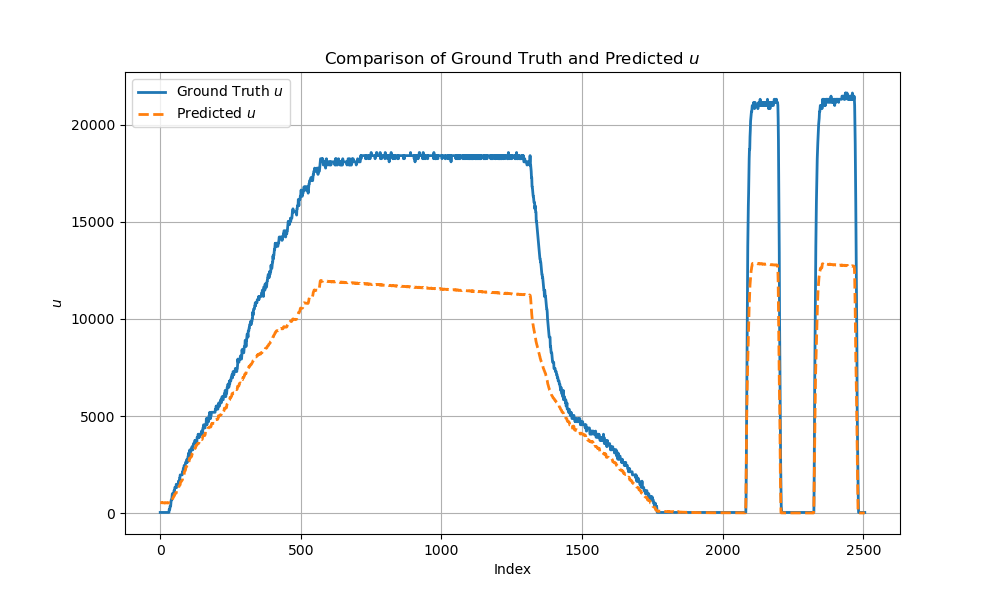 Comparison of Ground Truth and Predicted u
Ground Truth u
Predicted u
20000
15000
10000
5000
0
u
0 500 1000 1500 2000 2500
Index